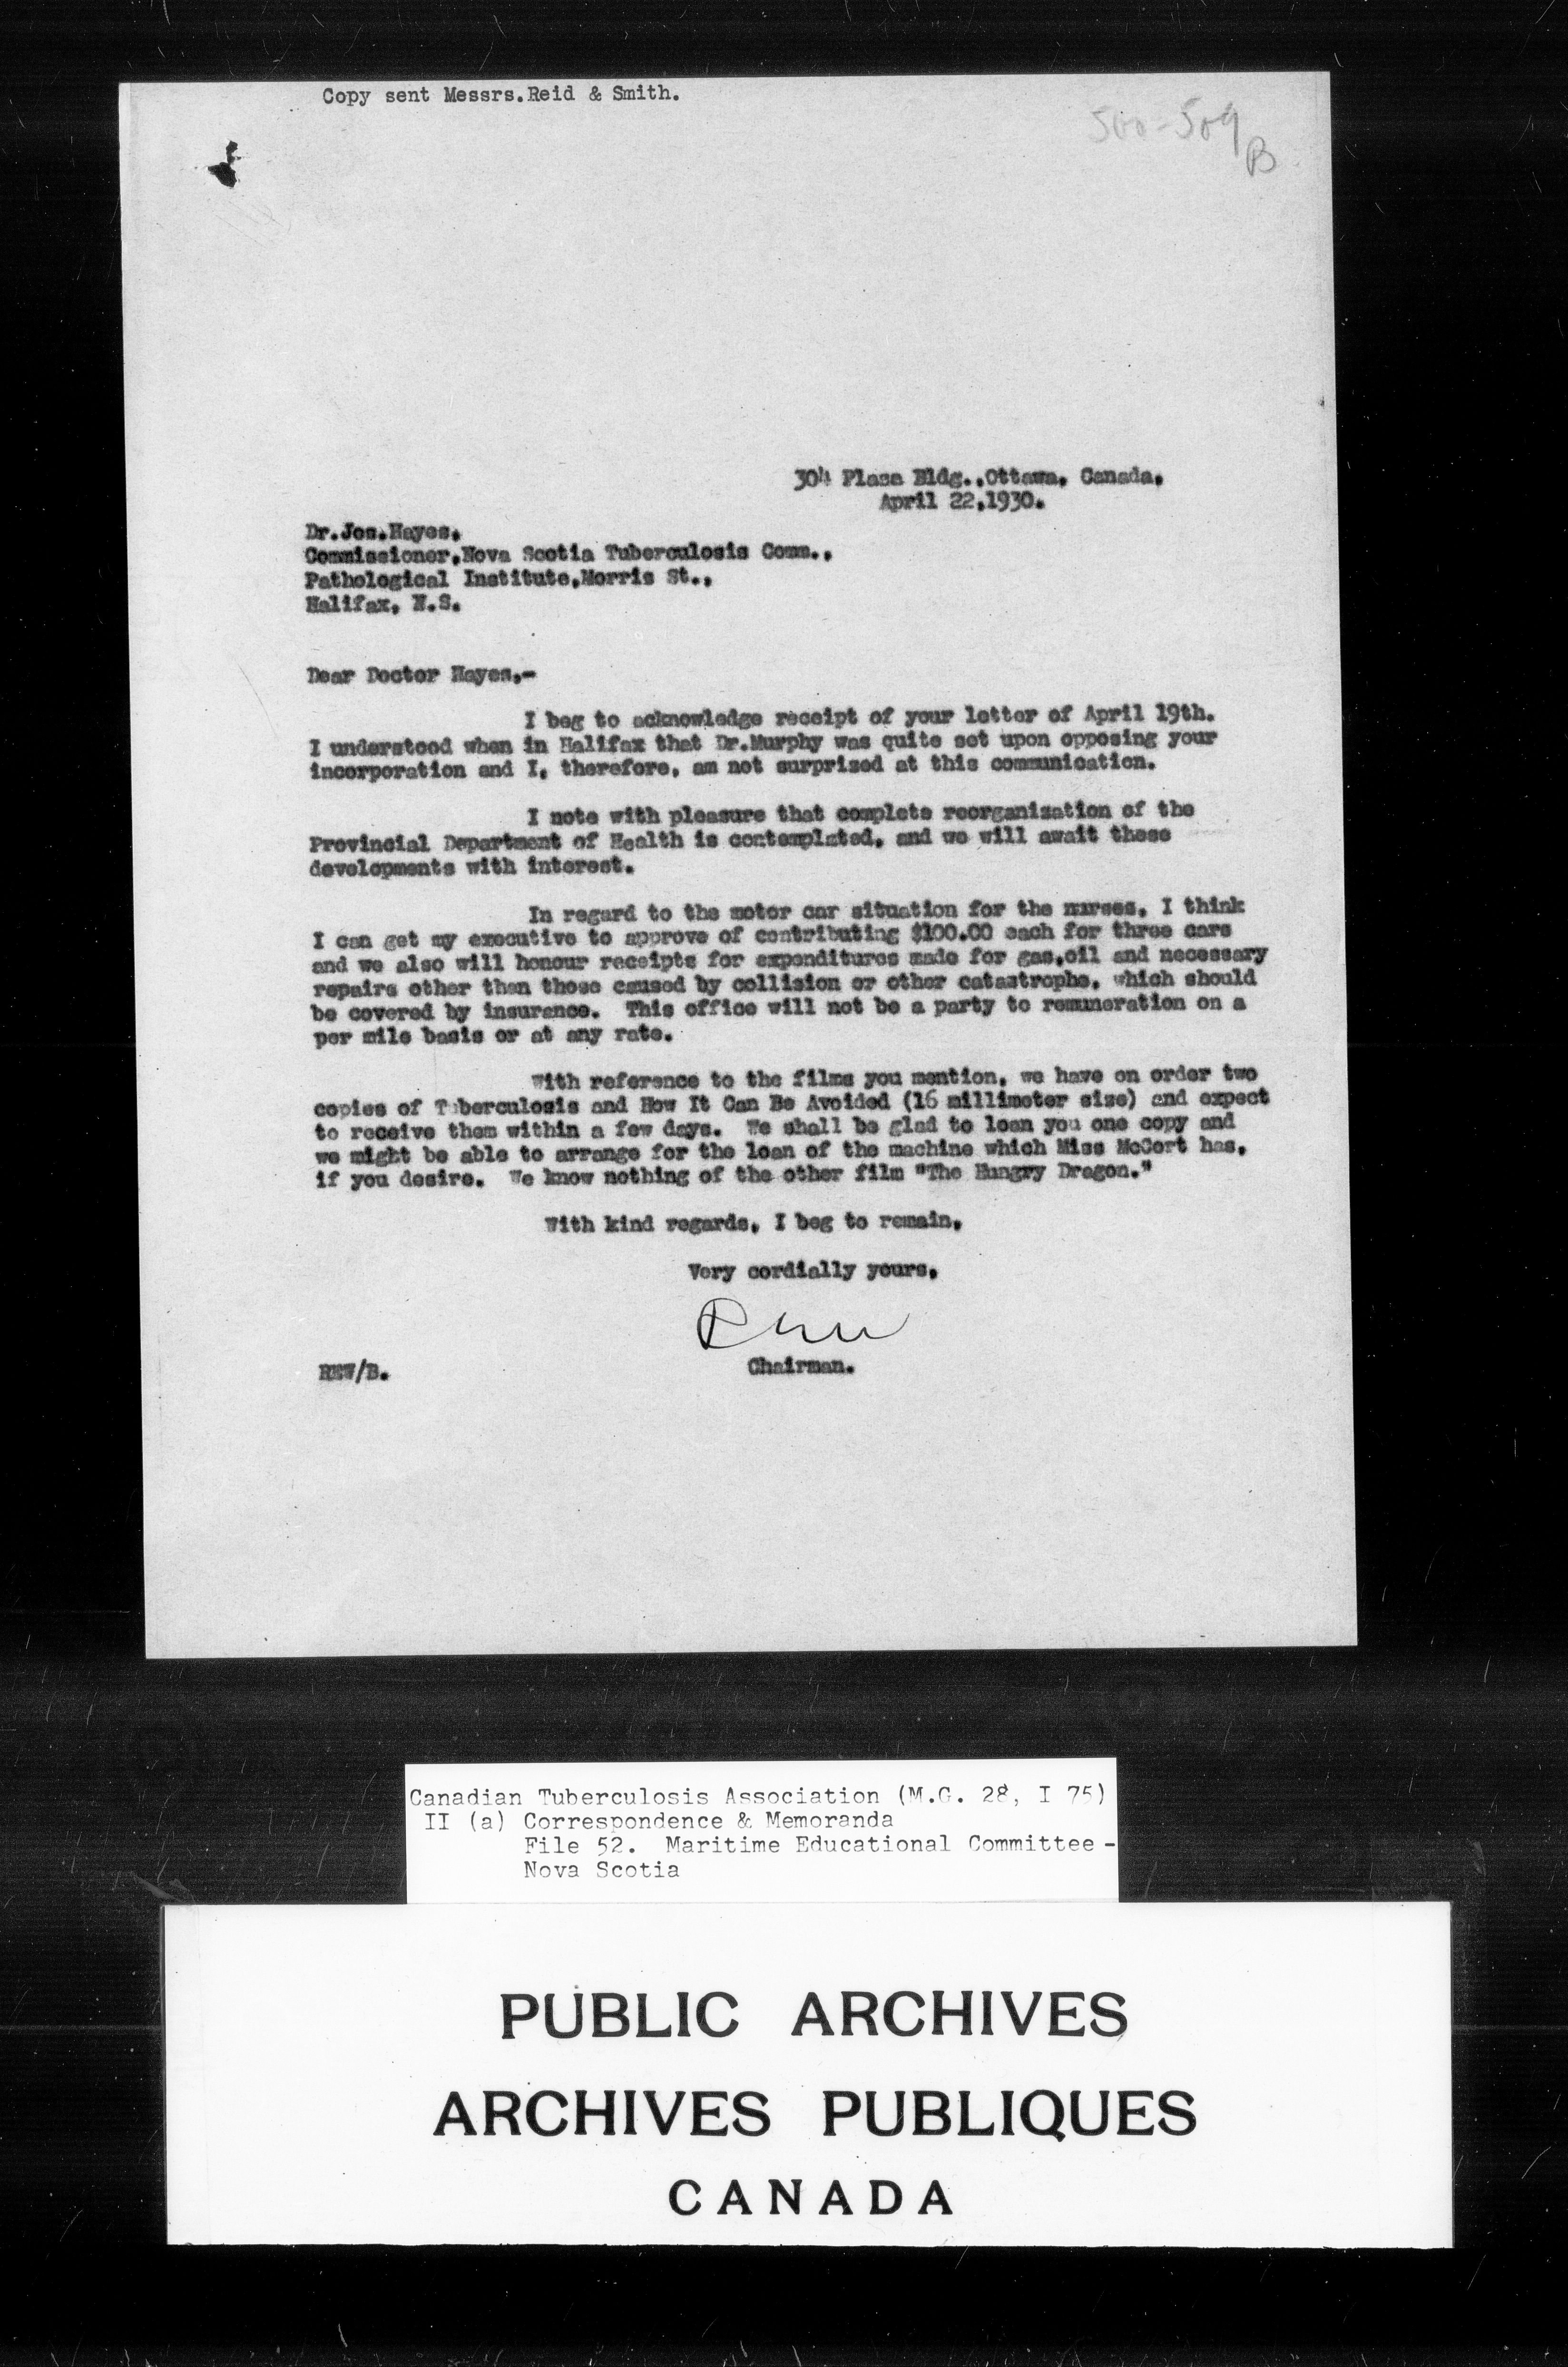 Copy sent Messrs.Reid & Smith.
500-509
B
304 Plaza Bldg.,Ottawa, Canada,
April 22,1930.
Dr.Jos.Hayes,
Commissioner,Nova Scotia Tuberculosis Comm.,
Pathological Institute,Morris St.,
Halifax, N.S.
Dear Doctor Hayes,-
I beg to acknowledge receipt of your letter of April 19th.
I understood when in Halifax that Dr.Murphy was quite set upon opposing your
incorporation and I, therefore, am not surprised at this communication.
I note with pleasure that complete reorganization of the
Provincial Department of Health is contemplated, and we will await these
developments with interest.
In regard to the motor car situation for the nurses, I think
I can get my executive to approve of contributing $100.00 each for three cars
and we also will honour receipts for expenditures made for gas,oil and necessary
repairs other than those caused by collision or other catastrophe, which should
be covered by insurance. This office will not be a party to remuneration on a
per mile basis or at any rate.
With reference to the films you mention, we have on order two
copies of Tuberculosis and How It Can Be Avoided (16 millimeter size) and expect
to receive them within a few days. We shall be glad to loan you one copy and
we might be able to arrange for the loan of the machine which Miss McCort has,
if you desire. We know nothing of the other film "The Hungry Dragon."
With kind regards, I beg to remain,
Very cordially yours,
Chairman.
REW/B.
Canadian Tuberculosis Association (M.G. 28, I 75)
II (a) Correspondence & Memoranda
File 52. Maritime Educational Committee -
Nova Scotia
PUBLIC ARCHIVES
ARCHIVES PUBLIQUES
CANADA